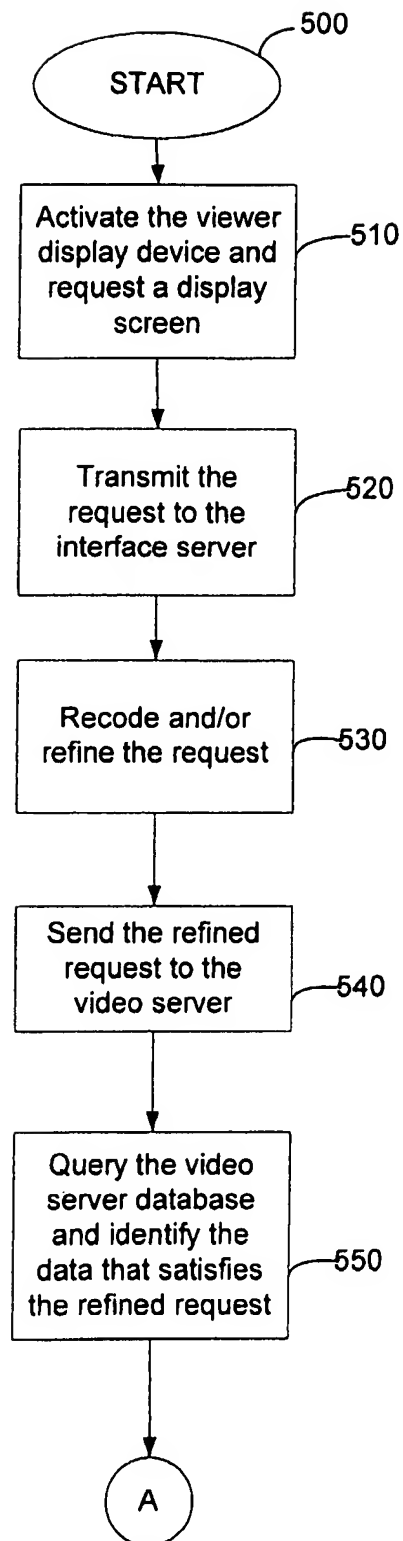 500
START
Activate the viewer
display device and
request a display
screen
510
Transmit the
request to the
interface server
520
Recode and/or
refine the request
530
Send the refined
request to the
video server
540
Query the video
server database
and identify the
data that satisfies
the refined request
550
A